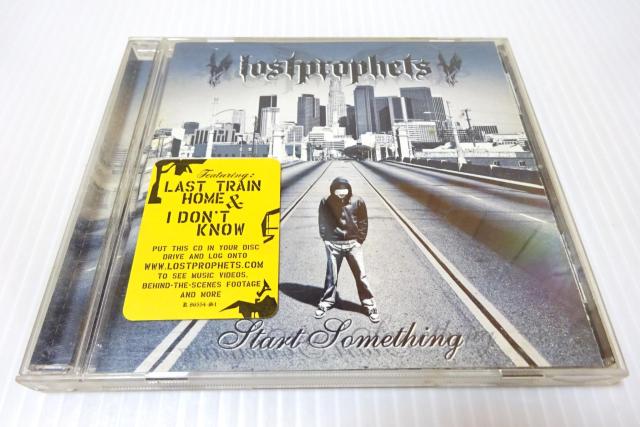 lostprophets
Featuring:
LAST TRAIN
HOME &
I DON'T
KNOW
PUT THIS CD IN YOUR DISC
DRIVE AND LOG ONTO
WWW.LOSTPROPHETS.COM
TO SEE MUSIC VIDEOS,
BEHIND-THE-SCENES FOOTAGE
AND MORE
Start Something